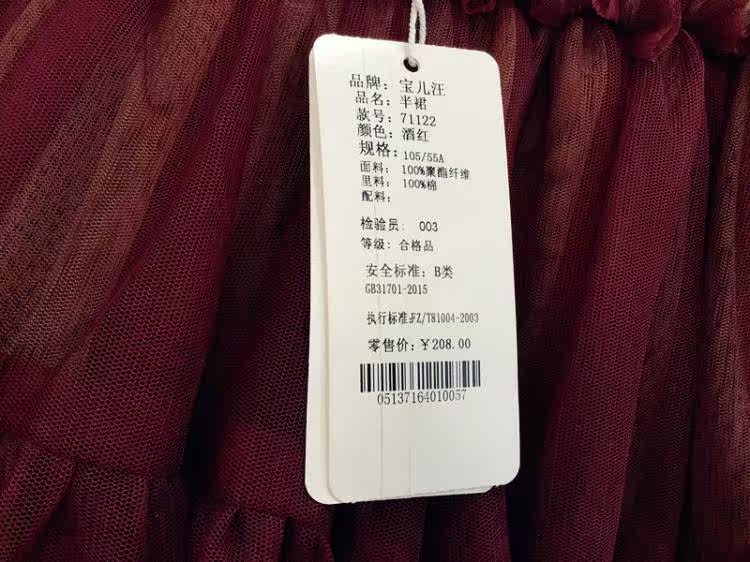 品牌：宝儿汪
品名：半裙
款号：71122
颜色：酒红
规格：105/55A
面料：100%聚酯纤维
里料：100%棉
配料：
检验员：003
等级：合格品
安全标准：B类
GB31701-2015
执行标准:FZ/T81004-2003
零售价：￥208.00
05137164010057